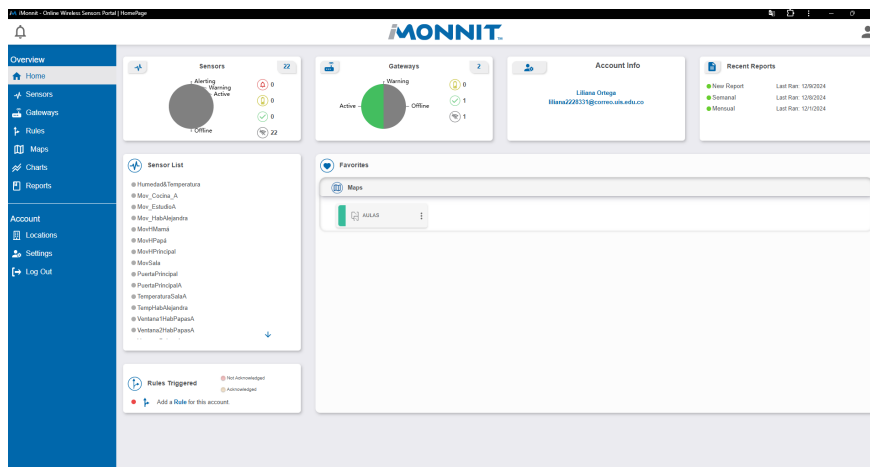 iMonnit - Online Wireless Sensors Portal | HomePage
iMONNIT
Overview
Home
Sensors
Gateways
Rules
Maps
Charts
Reports
Account
Locations
Settings
Log Out
Sensors
22
Alerting
Warning
Active
Offline
0
0
0
22
Gateways
2
Warning
Active
Offline
0
1
1
Account Info
Liliana Ortega
liliana2228331@correo.uis.edu.co
Recent Reports
New Report Last Ran: 12/9/2024
Semanal Last Ran: 12/8/2024
Mensual Last Ran: 12/1/2024
Sensor List
Humedad&Temperatura
Mov_Cocina_A
Mov_EstudioA
Mov_HabAlejandra
MovHMamá
MovHPapá
MovHPrincipal
MovSala
PuertaPrincipal
PuertaPrincipalA
TemperaturaSalaA
TempHabAlejandra
Ventana1HabPapasA
Ventana2HabPapasA
Favorites
Maps
AULAS
Rules Triggered
Not Acknowledged
Acknowledged
Add a Rule for this account.